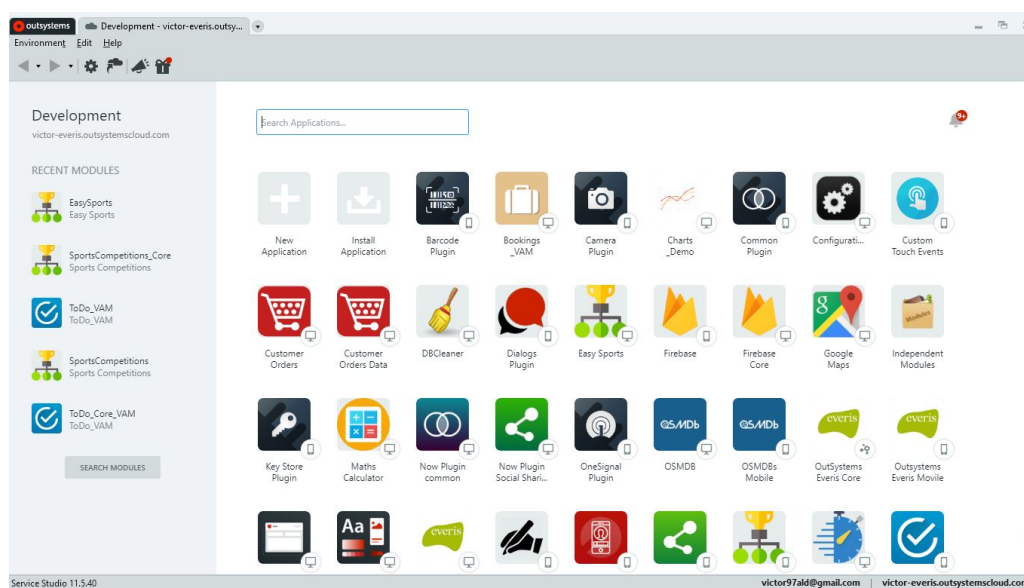 outsystems
Development - victor-everis.outsy...
Environment Edit Help
Development
victor-everis.outsystemscloud.com
Search Applications...
9+
RECENT MODULES
EasySports
Easy Sports
SportsCompetitions_Core
Sports Competitions
ToDo_VAM
ToDo_VAM
SportsCompetitions
Sports Competitions
ToDo_Core_VAM
ToDo_VAM
SEARCH MODULES
New
Application
Install
Application
Barcode
Plugin
Bookings
_VAM
Camera
Plugin
Charts
_Demo
Common
Plugin
Configurati...
Custom
Touch Events
Customer
Orders
Customer
Orders Data
DBCleaner
Dialogs
Plugin
Easy Sports
Firebase
Firebase
Core
g
Google
Maps
Modules
Independent
Modules
Key Store
Plugin
Maths
Calculator
Now Plugin
common
Now Plugin
Social Shari...
OneSignal
Plugin
OSMDb
OSMDB
OSMDb
OSMDBs
Mobile
everis
OutSystems
Everis Core
everis
Outsystems
Everis Movile
Aa
everis
Service Studio 11.5.40
victor97ald@gmail.com
victor-everis.outsystemscloud.com